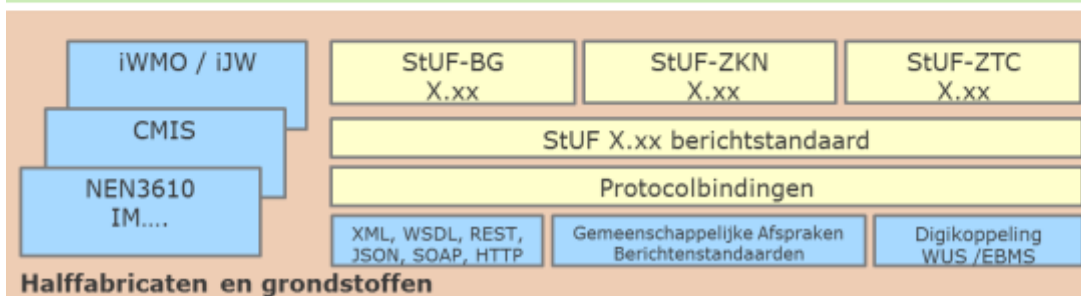 iWMO / iJW
CMIS
NEN3610
IM....
StUF-BG
X.xx
StUF-ZKN
X.xx
StUF-ZTC
X.xx
StUF X.xx berichtstandaard
Protocolbindingen
XML, WSDL, REST,
JSON, SOAP, HTTP
Gemeenschappelijke Afspraken
Berichtenstandaarden
Digikoppeling
WUS /EBMS
Halffabricaten en grondstoffen